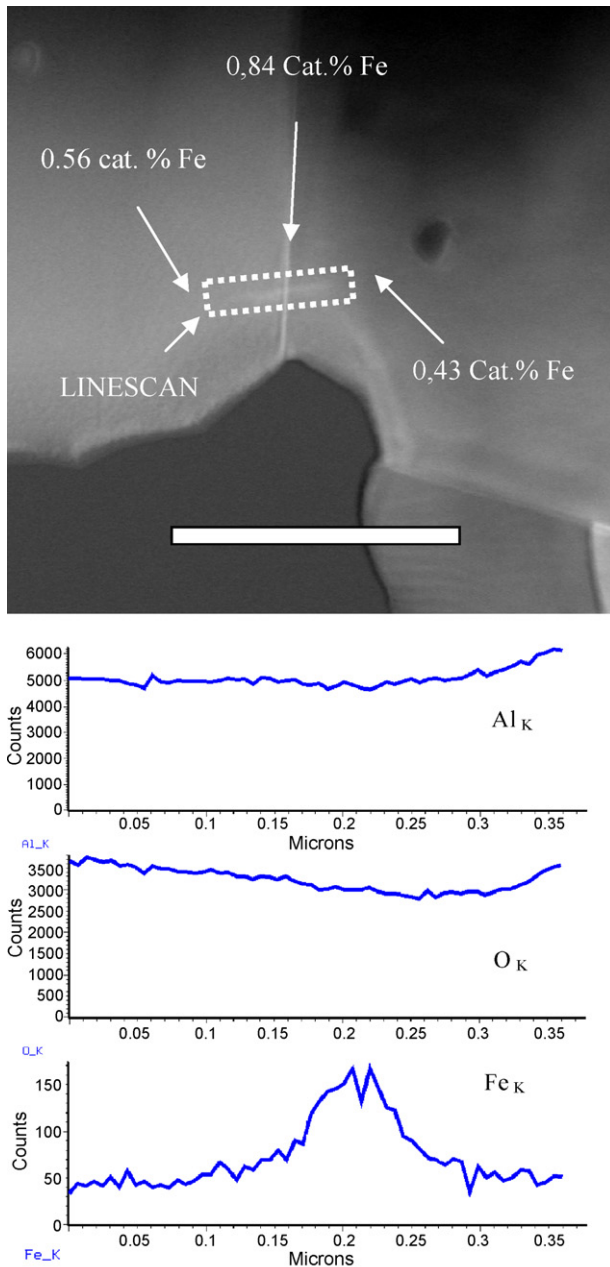 0,84 Cat.% Fe
0.56 cat. % Fe
LINESCAN
0,43 Cat.% Fe
6000
5000
4000
3000
2000
1000
0
Counts
Al K
0.05 0.1 0.15 0.2 0.25 0.3 0.35
Microns
Al_K
3500
3000
2500
2000
1500
1000
500
0
Counts
O K
0.05 0.1 0.15 0.2 0.25 0.3 0.35
O_K
150
100
50
0
Counts
Fe K
0.05 0.1 0.15 0.2 0.25 0.3 0.35
Microns
Fe_K